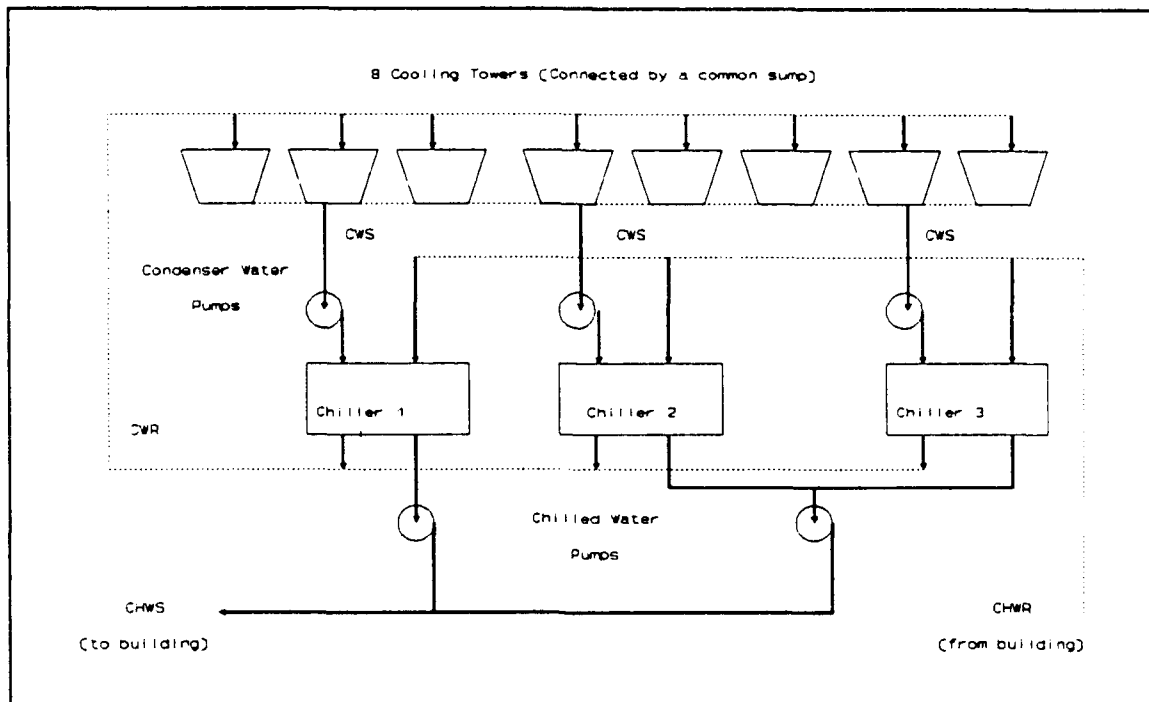 8 Cooling Towers (Connected by a common sump)
CWS
CWS
CWS
Condenser Water
Pumps
Chiller 1
Chiller 2
Chiller 3
CWR
Chilled Water
Pumps
CHWS
CHWR
(to building)
(from building)